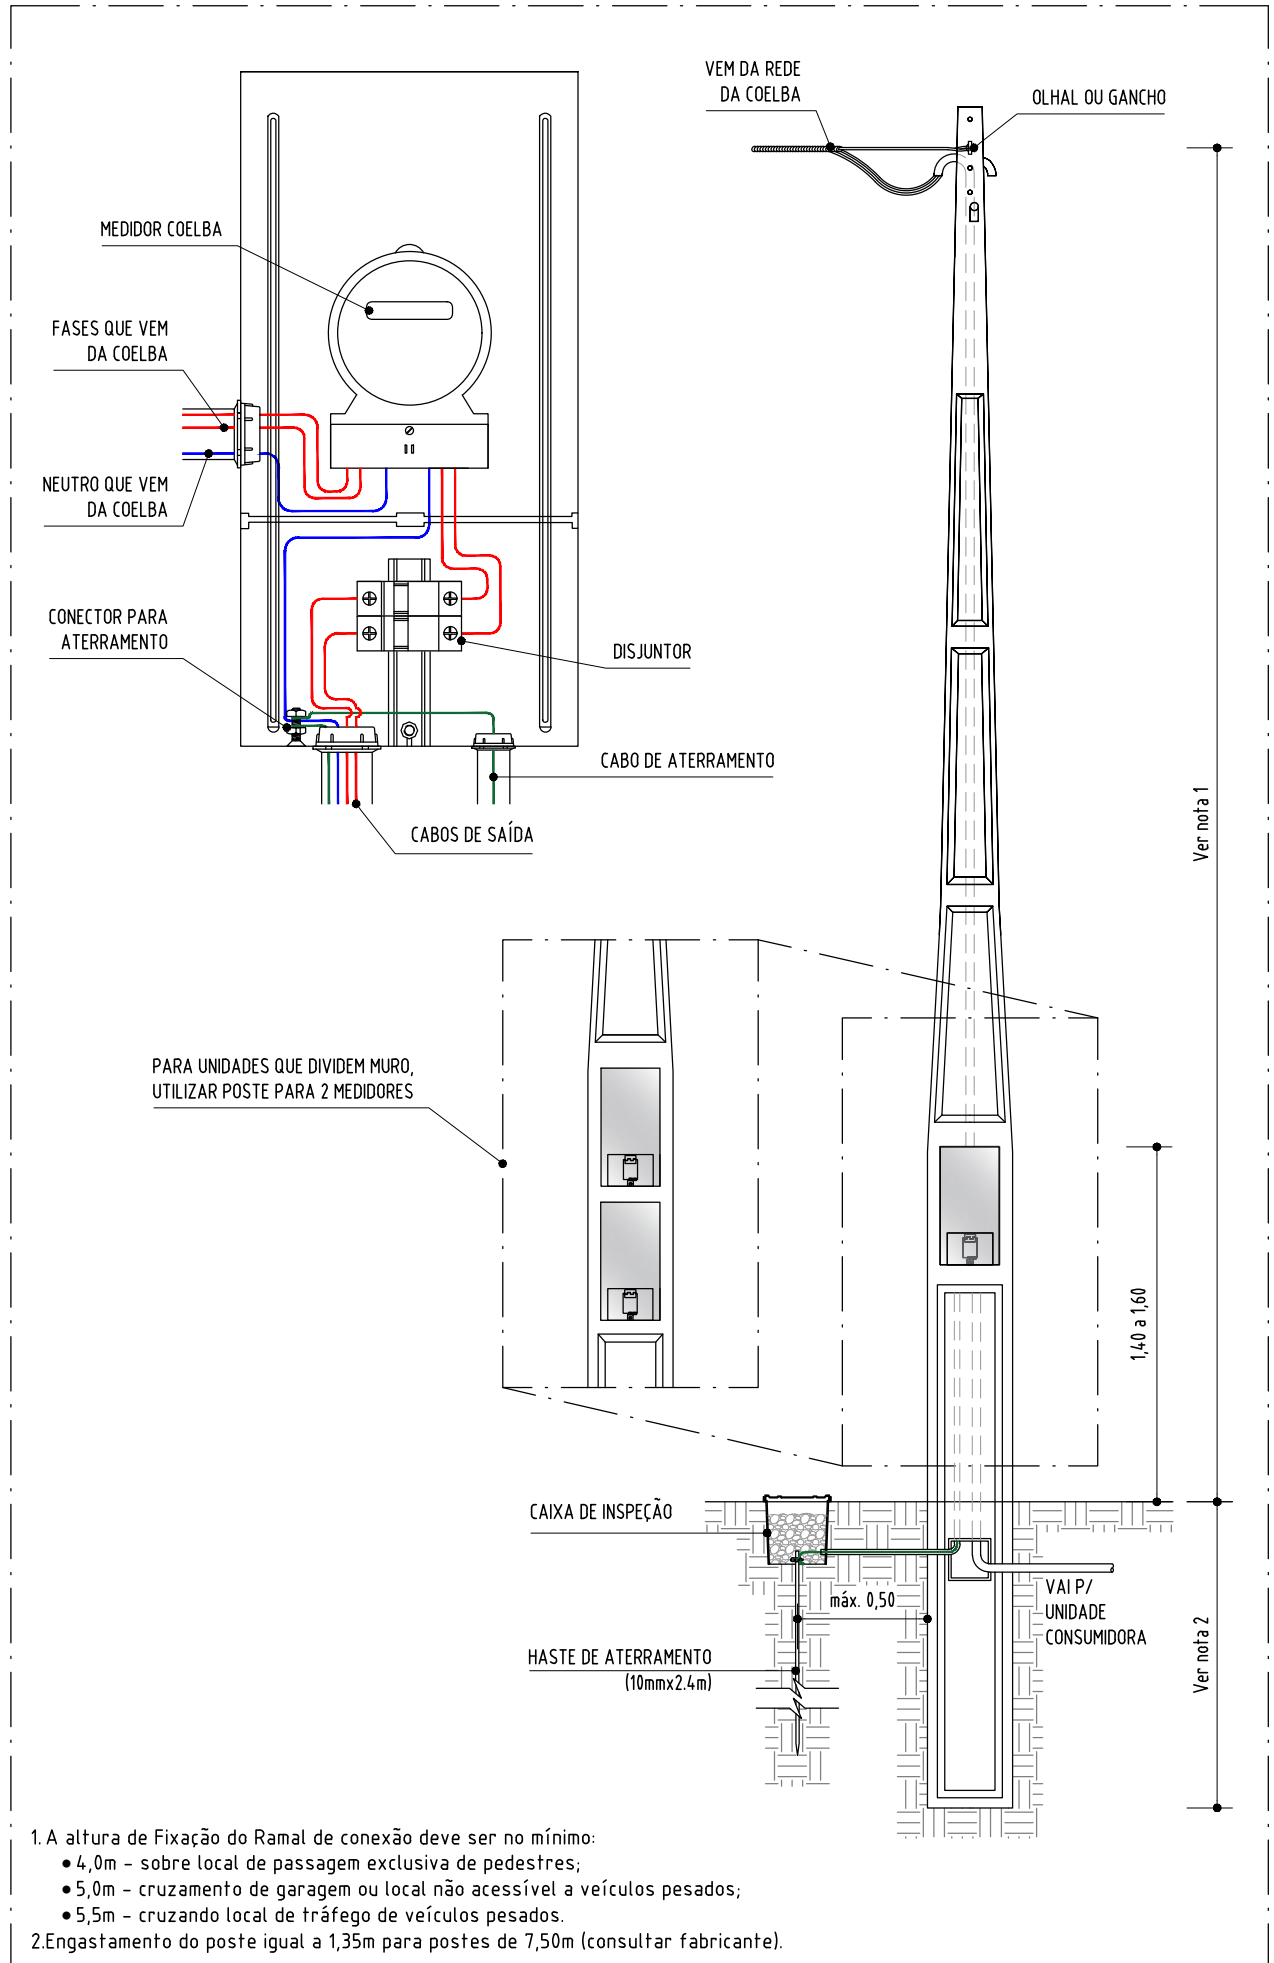 VEM DA REDE
DA COELBA
OLHAL OU GANCHO
MEDIDOR COELBA
FASES QUE VEM
DA COELBA
NEUTRO QUE VEM
DA COELBA
CONECTOR PARA
ATERRAMENTO
DISJUNTOR
CABO DE ATERRAMENTO
CABOS DE SAÍDA
Ver nota 1
PARA UNIDADES QUE DIVIDEM MURO,
UTILIZAR POSTE PARA 2 MEDIDORES
1,40 a 1,60
CAIXA DE INSPEÇÃO
máx. 0,50
VAI P/
UNIDADE
CONSUMIDORA
HASTE DE ATERRAMENTO
(10mmx2.4m)
Ver nota 2
1. A altura de Fixação do Ramal de conexão deve ser no mínimo:
• 4,0m – sobre local de passagem exclusiva de pedestres;
• 5,0m – cruzamento de garagem ou local não acessível a veículos pesados;
• 5,5m – cruzando local de tráfego de veículos pesados.
2.Engastamento do poste igual a 1,35m para postes de 7,50m (consultar fabricante).